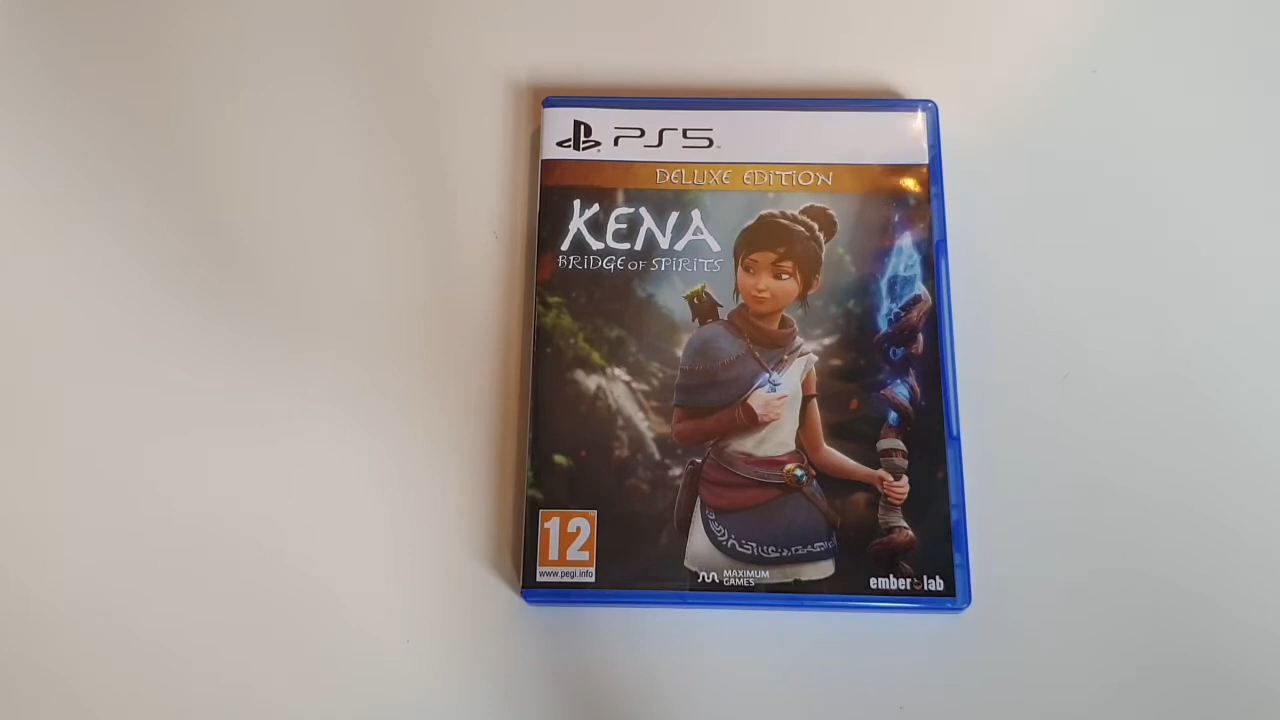 PS5
DELUXE EDITION
KENA
BRIDGE OF SPIRITS
12
www.pegi.info
MAXIMUM
GAMES
ember lab